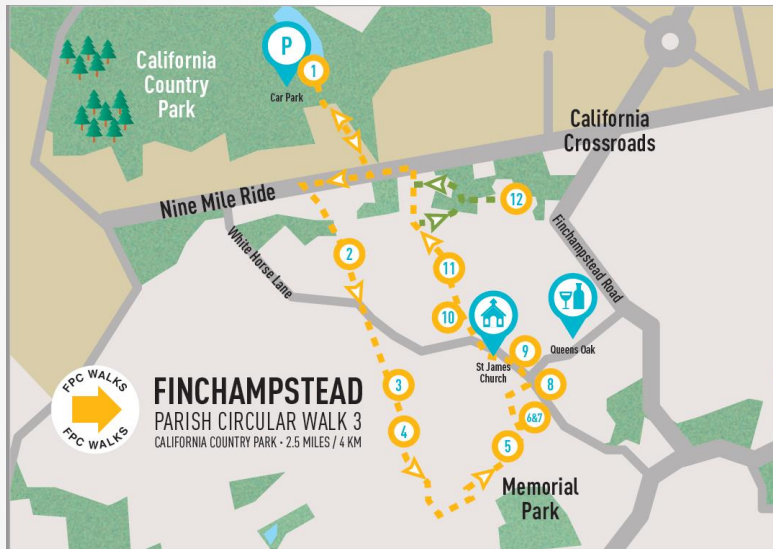 California
Country
Park
P
1
Car Park
California
Crossroads
Nine Mile Ride
12
White Horse Lane
2
Finchampstead Road
11
10
St James
Church
Queens Oak
9
8
3
6&7
4
5
FPC WALKS
FPC WALKS
FINCHAMPSTEAD
PARISH CIRCULAR WALK 3
CALIFORNIA COUNTRY PARK • 2.5 MILES / 4 KM
Memorial
Park